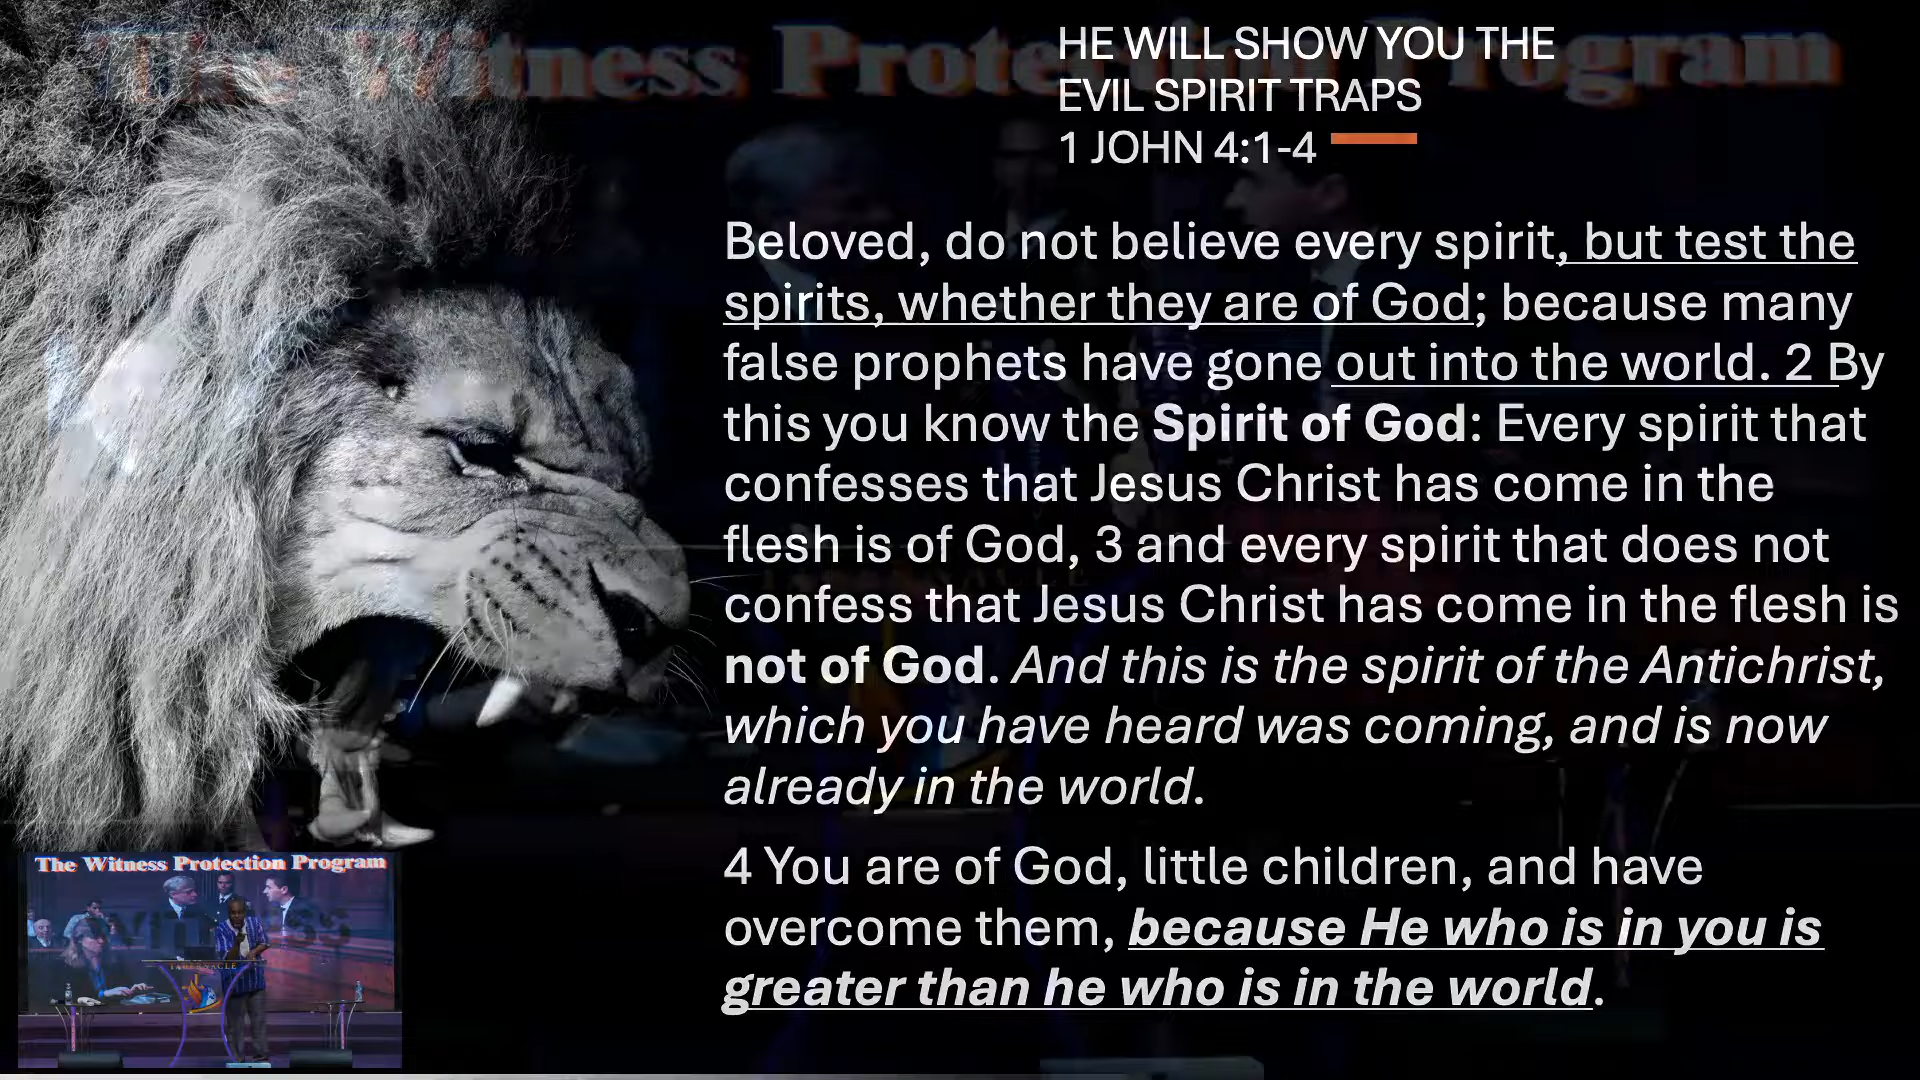 The Witness Protection Program
HE WILL SHOW YOU THE
EVIL SPIRIT TRAPS
1 JOHN 4:1-4
Beloved, do not believe every spirit, but test the
spirits, whether they are of God; because many
false prophets have gone out into the world. 2 By
this you know the Spirit of God: Every spirit that
confesses that Jesus Christ has come in the
flesh is of God, 3 and every spirit that does not
confess that Jesus Christ has come in the flesh is
not of God. And this is the spirit of the Antichrist,
which you have heard was coming, and is now
already in the world.
4 You are of God, little children, and have
overcome them, because He who is in you is
greater than he who is in the world.
The Witness Protection Program
TABERNACLE